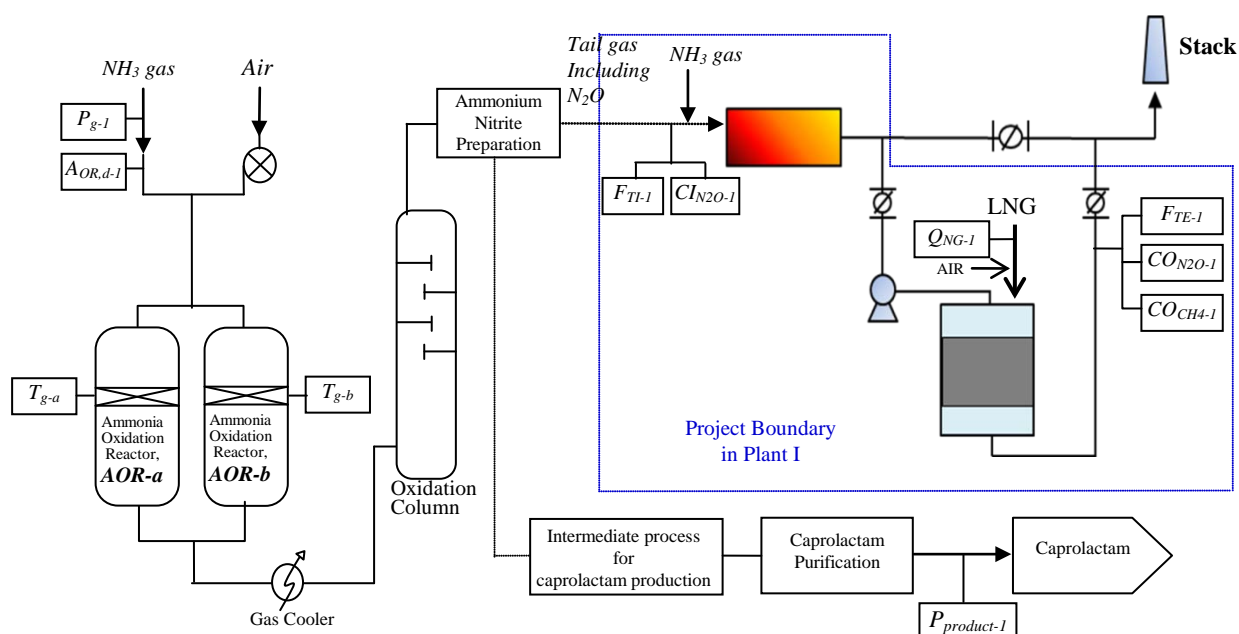 NH3 gas
Air
Pg-1
AOR,d-1
Tg-a
Ammonia
Oxidation
Reactor,
AOR-a
Ammonia
Oxidation
Reactor,
AOR-b
Tg-b
Gas Cooler
Oxidation
Column
Ammonium
Nitrite
Preparation
Tail gas
Including
N2O
NH3 gas
FTI-1
CIN2O-1
Stack
LNG
QNG-1
AIR
FTE-1
CON2O-1
COCH4-1
Project Boundary
in Plant I
Intermediate process
for
caprolactam production
Caprolactam
Purification
Caprolactam
Pproduct-1